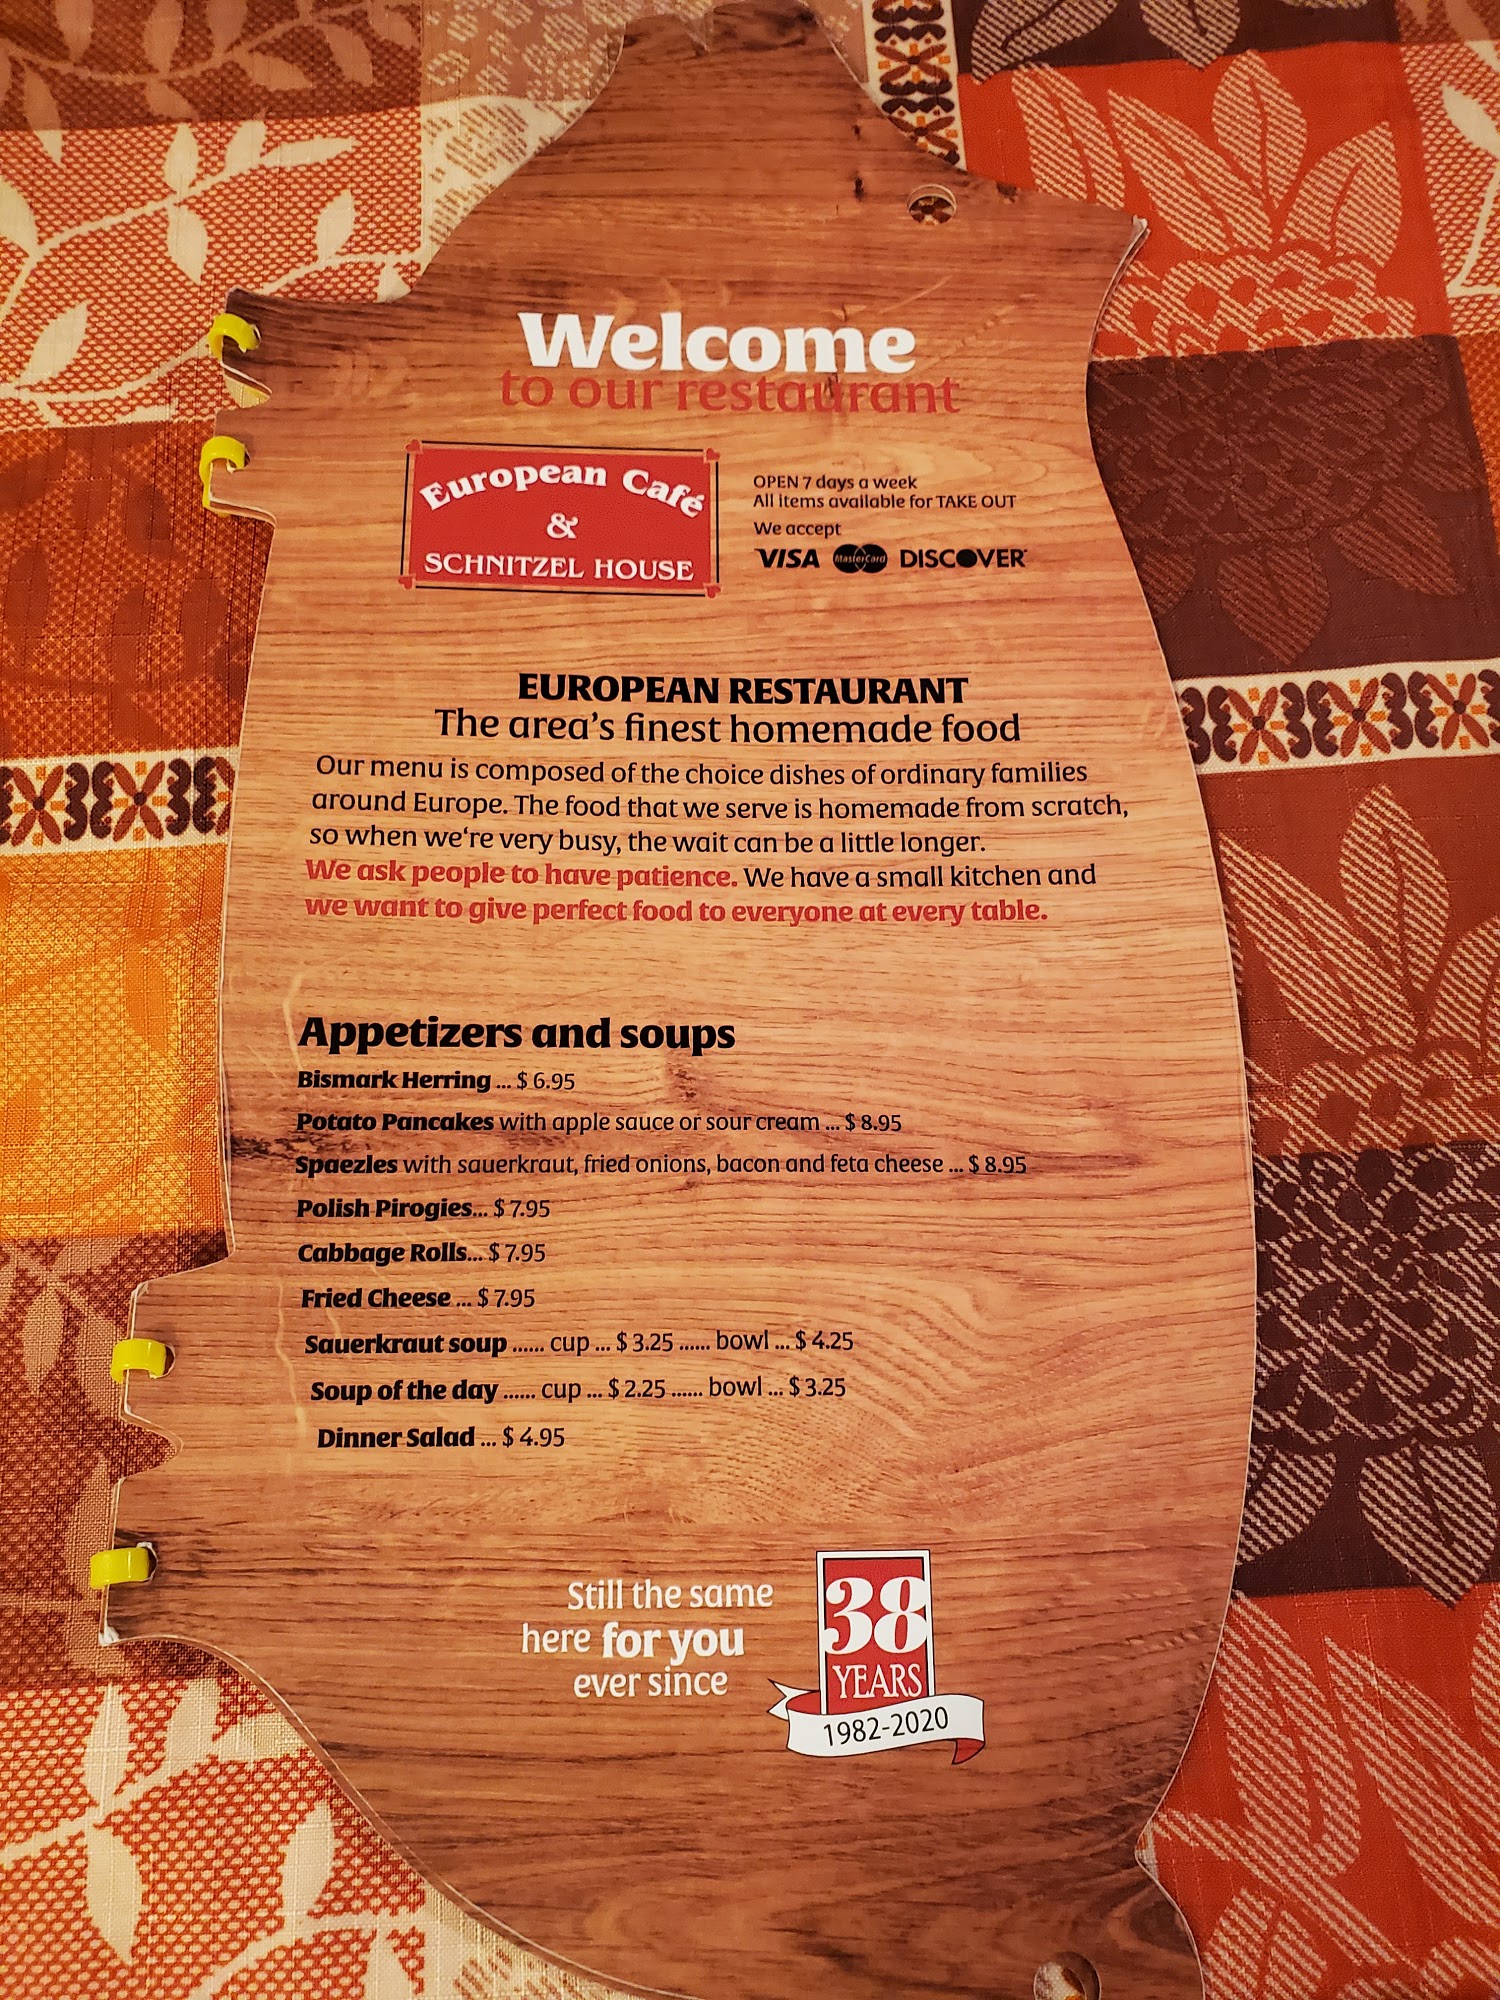 Welcome
to our restaurant
European Café
&
SCHNITZEL HOUSE
OPEN 7 days a week
All items available for TAKE OUT
We accept
VISA MasterCard DISCOVER
EUROPEAN RESTAURANT
The area's finest homemade food
Our menu is composed of the choice dishes of ordinary families
around Europe. The food that we serve is homemade from scratch,
so when we're very busy, the wait can be a little longer.
We ask people to have patience. We have a small kitchen and
we want to give perfect food to everyone at every table.
Appetizers and soups
Bismark Herring ... $ 6.95
Potato Pancakes with apple sauce or sour cream ... $ 8.95
Spaezles with sauerkraut, fried onions, bacon and feta cheese ... $ 8.95
Polish Pirogies... $ 7.95
Cabbage Rolls... $ 7.95
Fried Cheese ... $ 7.95
Sauerkraut soup ...... cup ... $ 3.25 ...... bowl ... $ 4.25
Soup of the day ...... cup ... $ 2.25 ...... bowl ... $ 3.25
Dinner Salad ... $ 4.95
Still the same
here for you
ever since
38
YEARS
1982-2020